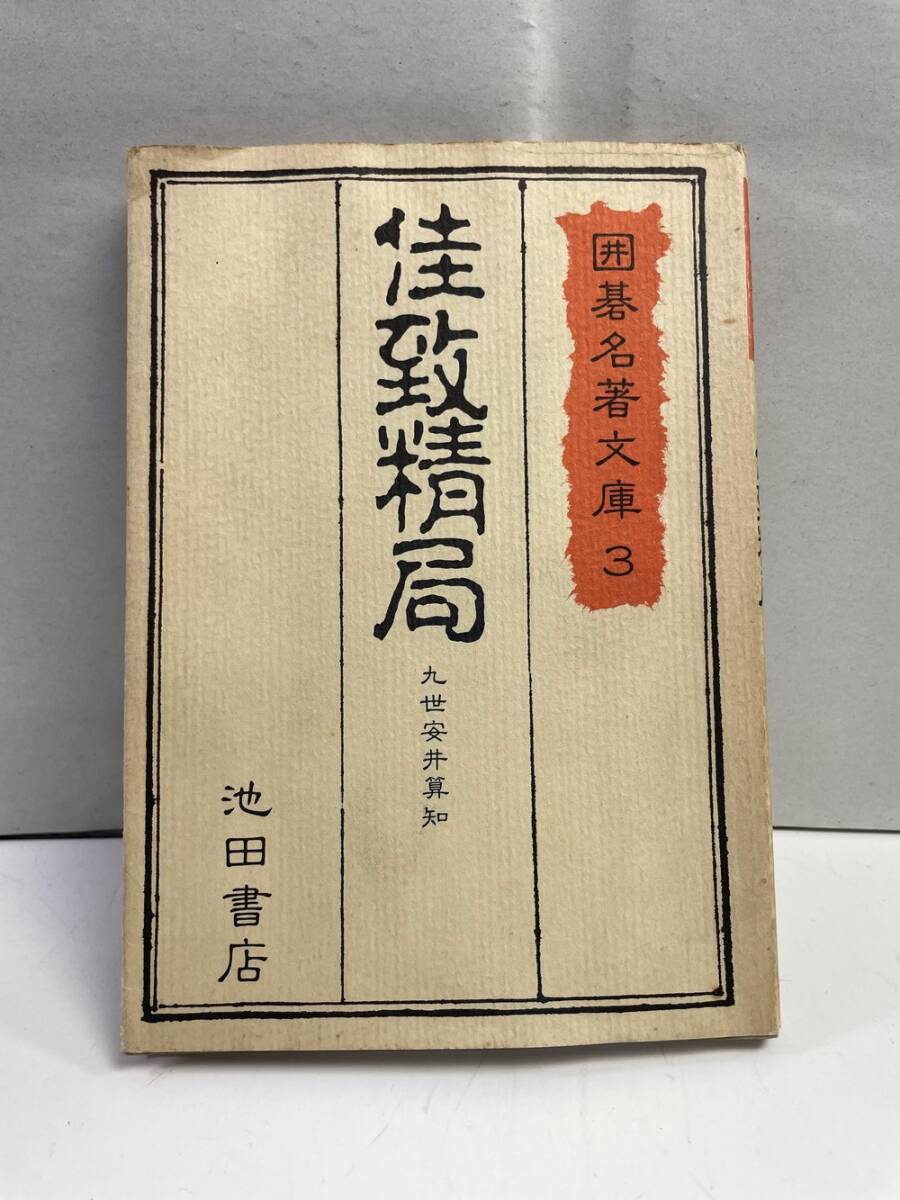 囲碁名著文庫 3
佳致精局
九世安井算知
池田書店